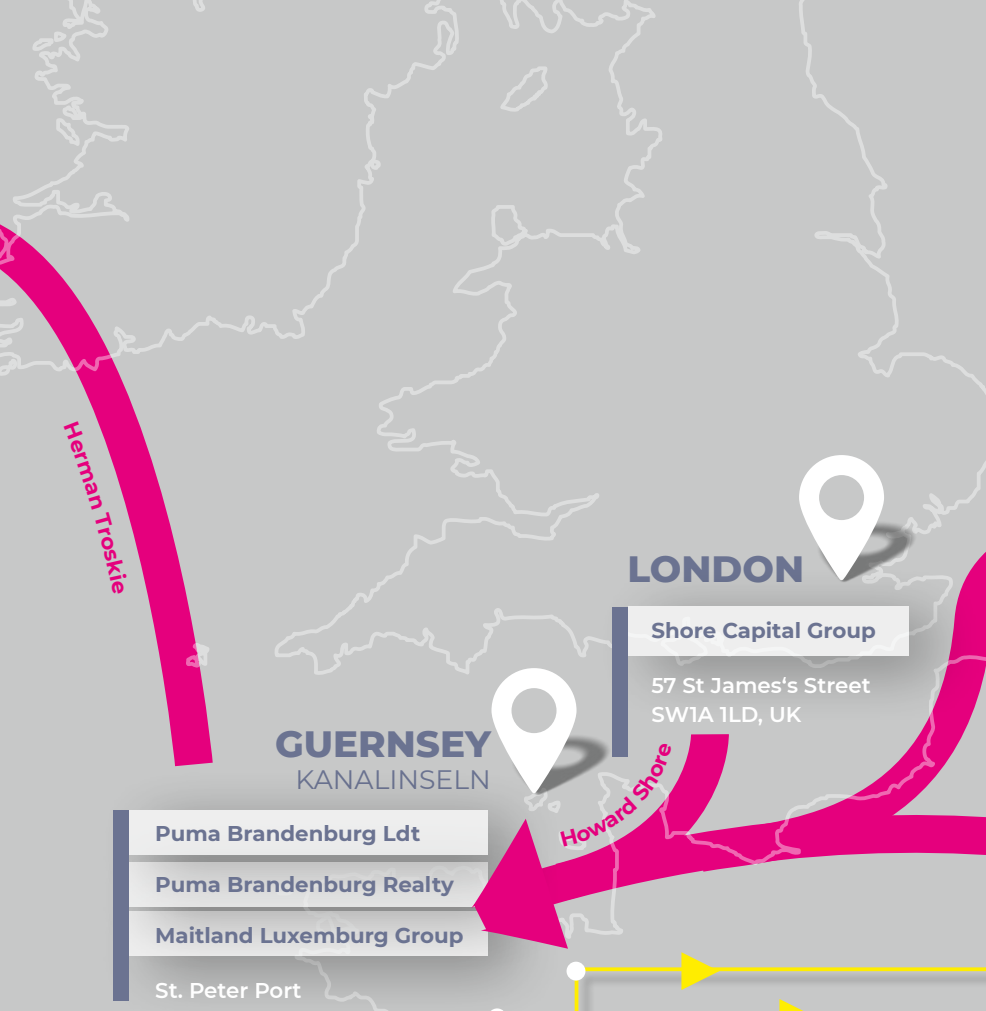 Herman Troskie
LONDON
Shore Capital Group
57 St James‘s Street
SW1A 1LD, UK
GUERNSEY
KANALINSELN
Howard Shore
Puma Brandenburg Ldt
Puma Brandenburg Realty
Maitland Luxemburg Group
St. Peter Port